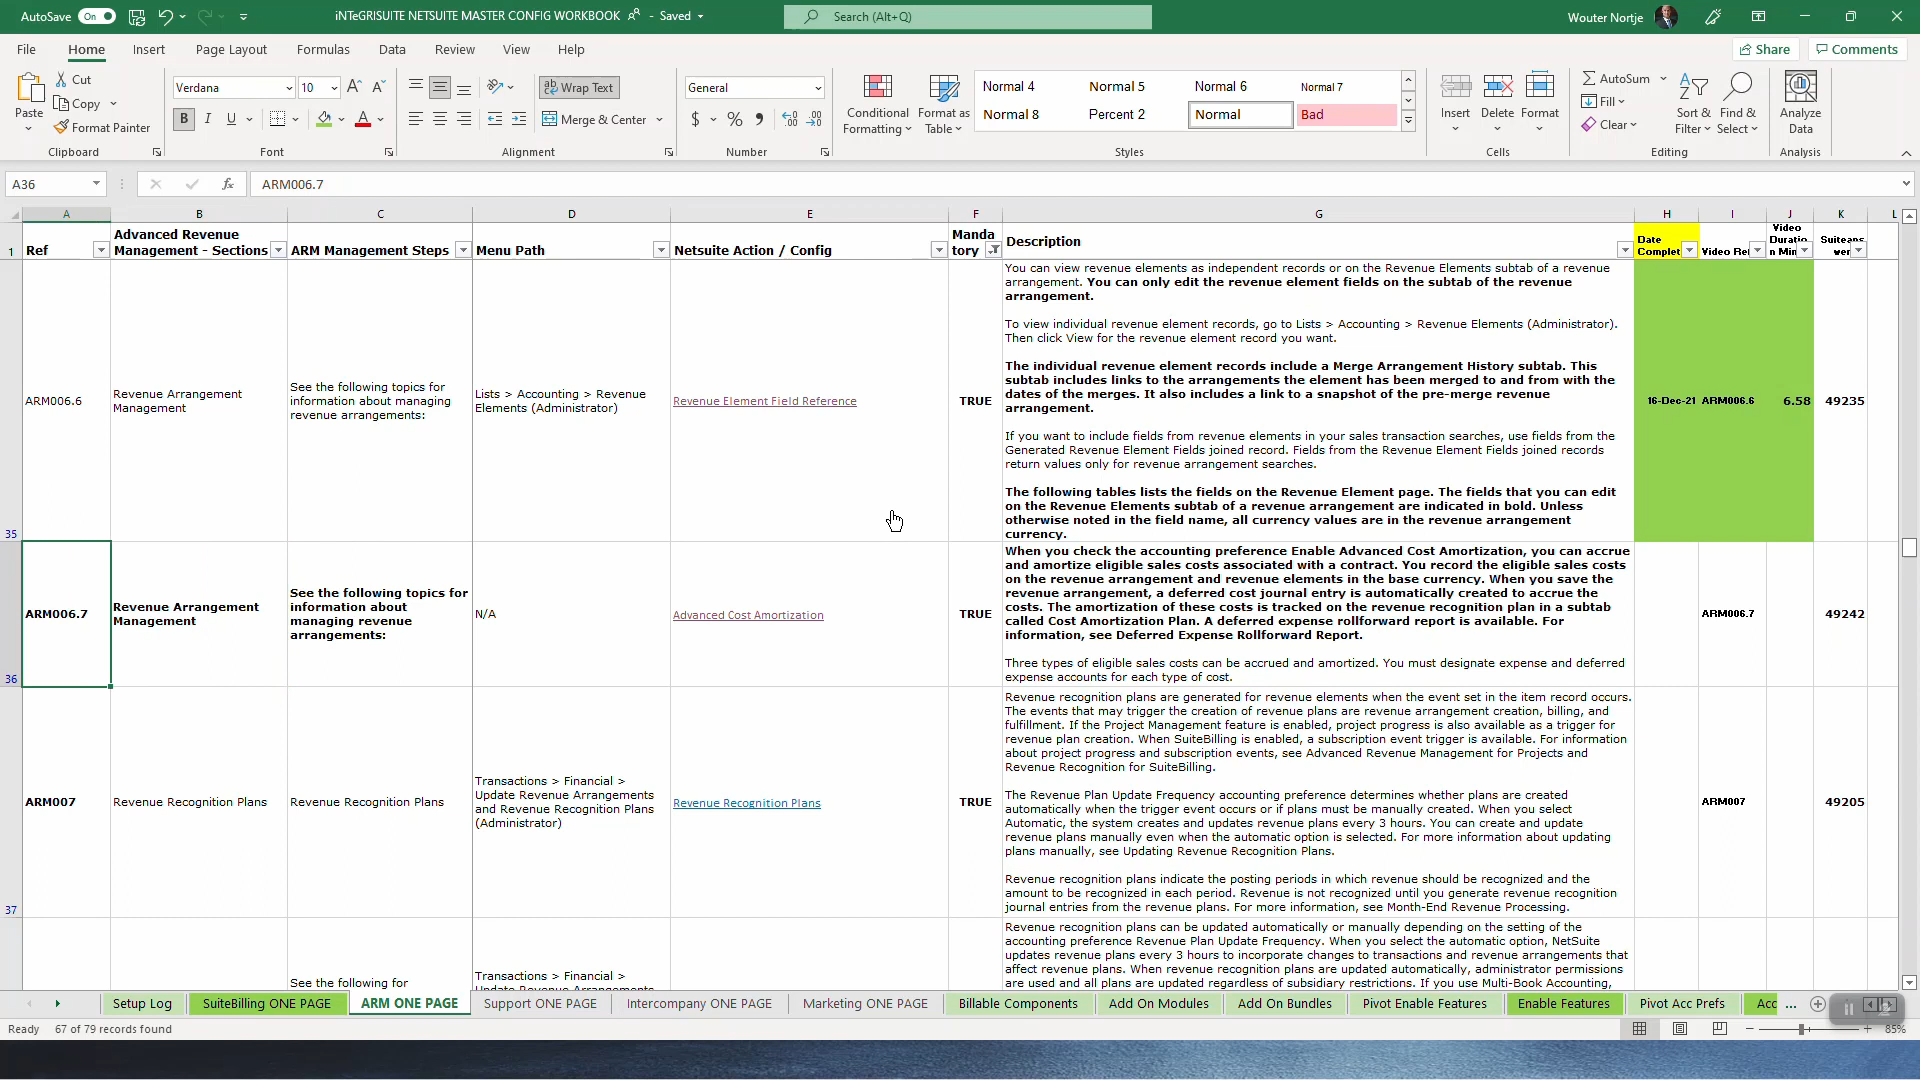 AutoSave On iNTeGRiSUITE NETSUITE MASTER CONFIG WORKBOOK - Saved Search (Alt+Q) Wouter Nortje
File Home Insert Page Layout Formulas Data Review View Help Share Comments
Paste Cut Copy Format Painter Clipboard
Verdana 10 B I U Font
ab Wrap Text Merge & Center Alignment
General $ % Number
Conditional Formatting Format as Table
Normal 4 Normal 5 Normal 6 Normal 7
Normal 8 Percent 2 Normal Bad
Styles
Insert Delete Format Cells
AutoSum Fill Clear Sort & Filter Find & Select Editing
Analyze Data Analysis
A36 fx ARM006.7
A B C D E F G H I J K L
1 Ref
Advanced Revenue Management - Sections
ARM Management Steps
Menu Path
Netsuite Action / Config
Manda tory
Description
Date Complet
Video Re
Video Duratio n Min
Suiteans wer
35
ARM006.6
Revenue Arrangement
Management
See the following topics for
information about managing
revenue arrangements:
Lists > Accounting > Revenue
Elements (Administrator)
Revenue Element Field Reference
TRUE
You can view revenue elements as independent records or on the Revenue Elements subtab of a revenue
arrangement. You can only edit the revenue element fields on the subtab of the revenue
arrangement.
To view individual revenue element records, go to Lists > Accounting > Revenue Elements (Administrator).
Then click View for the revenue element record you want.
The individual revenue element records include a Merge Arrangement History subtab. This
subtab includes links to the arrangements the element has been merged to and from with the
dates of the merges. It also includes a link to a snapshot of the pre-merge revenue
arrangement.
If you want to include fields from revenue elements in your sales transaction searches, use fields from the
Generated Revenue Element Fields joined record. Fields from the Revenue Element Fields joined records
return values only for revenue arrangement searches.
The following tables lists the fields on the Revenue Element page. The fields that you can edit
on the Revenue Elements subtab of a revenue arrangement are indicated in bold. Unless
otherwise noted in the field name, all currency values are in the revenue arrangement
currency.
16-Dec-21 ARM006.6 6.58 49235
36
ARM006.7
Revenue Arrangement
Management
See the following topics for
information about
managing revenue
arrangements:
N/A
Advanced Cost Amortization
TRUE
When you check the accounting preference Enable Advanced Cost Amortization, you can accrue
and amortize eligible sales costs associated with a contract. You record the eligible sales costs
on the revenue arrangement and revenue elements in the base currency. When you save the
revenue arrangement, a deferred cost journal entry is automatically created to accrue the
costs. The amortization of these costs is tracked on the revenue recognition plan in a subtab
called Cost Amortization Plan. A deferred expense rollforward report is available. For
information, see Deferred Expense Rollforward Report.
Three types of eligible sales costs can be accrued and amortized. You must designate expense and deferred
expense accounts for each type of cost.
ARM006.7 49242
37
ARM007
Revenue Recognition Plans
Revenue Recognition Plans
Transactions > Financial >
Update Revenue Arrangements
and Revenue Recognition Plans
(Administrator)
Revenue Recognition Plans
TRUE
Revenue recognition plans are generated for revenue elements when the event set in the item record occurs.
The events that may trigger the creation of revenue plans are revenue arrangement creation, billing, and
fulfillment. If the Project Management feature is enabled, project progress is also available as a trigger for
revenue plan creation. When SuiteBilling is enabled, a subscription event trigger is available. For information
about project progress and subscription events, see Advanced Revenue Management for Projects and
Revenue Recognition for SuiteBilling.
The Revenue Plan Update Frequency accounting preference determines whether plans are created
automatically when the trigger event occurs or if plans must be manually created. When you select
Automatic, the system creates and updates revenue plans every 3 hours. You can create and update
revenue plans manually even when the automatic option is selected. For more information about updating
plans manually, see Updating Revenue Recognition Plans.
Revenue recognition plans indicate the posting periods in which revenue should be recognized and the
amount to be recognized in each period. Revenue is not recognized until you generate revenue recognition
journal entries from the revenue plans. For more information, see Month-End Revenue Processing.
ARM007 49205
See the following for
Transactions > Financial >
Update Revenue Arrangements
Revenue recognition plans can be updated automatically or manually depending on the setting of the
accounting preference Revenue Plan Update Frequency. When you select the automatic option, NetSuite
updates revenue plans every 3 hours to incorporate changes to transactions and revenue arrangements that
affect revenue plans. When revenue recognition plans are updated automatically, administrator permissions
are used and all plans are updated regardless of subsidiary restrictions. If you use Multi-Book Accounting,
Setup Log SuiteBilling ONE PAGE ARM ONE PAGE Support ONE PAGE Intercompany ONE PAGE Marketing ONE PAGE Billable Components Add On Modules Add On Bundles Pivot Enable Features Enable Features Pivot Acc Prefs Acc ...
Ready 67 of 79 records found 85%